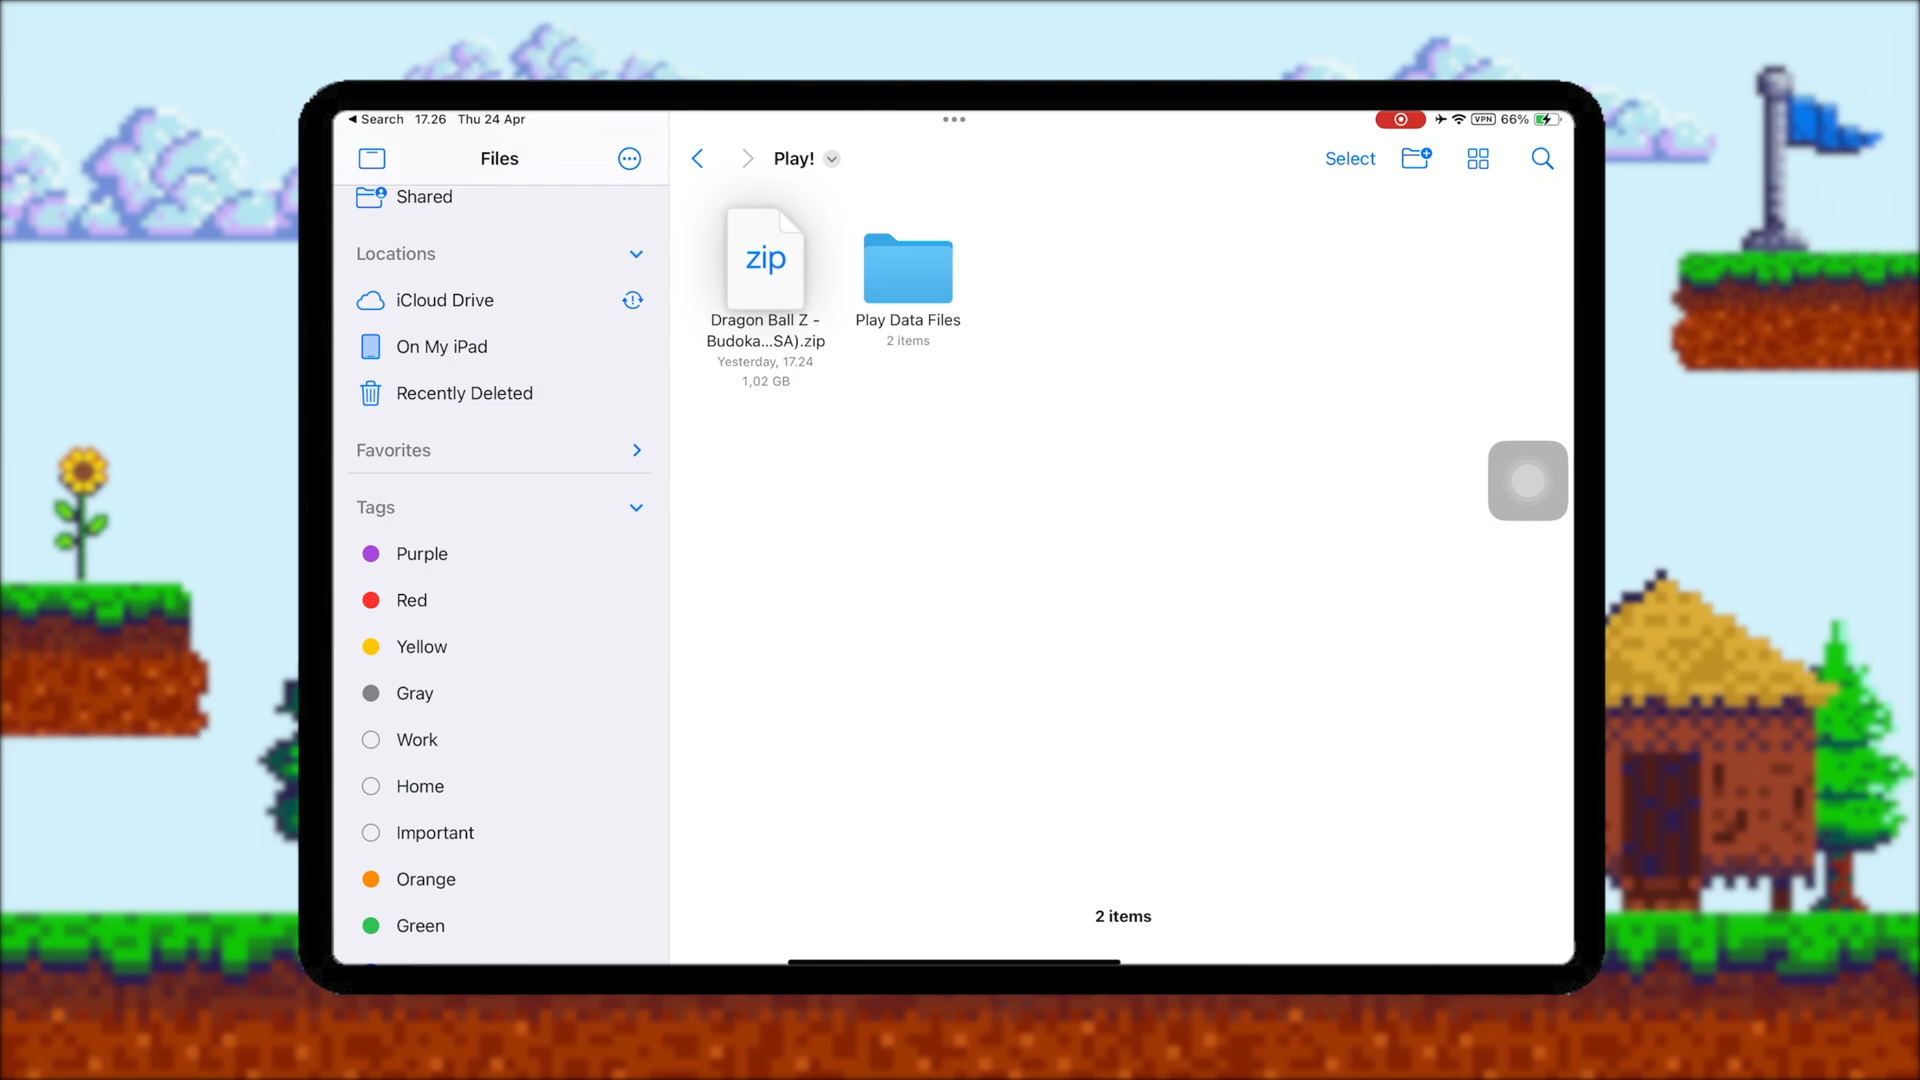 Search 17.26 Thu 24 Apr
VPN 66%
Files
Play!
Select
Shared
Locations
iCloud Drive
On My iPad
Recently Deleted
Favorites
Tags
Purple
Red
Yellow
Gray
Work
Home
Important
Orange
Green
zip
Dragon Ball Z -
Budoka...SA).zip
Yesterday, 17.24
1,02 GB
Play Data Files
2 items
2 items